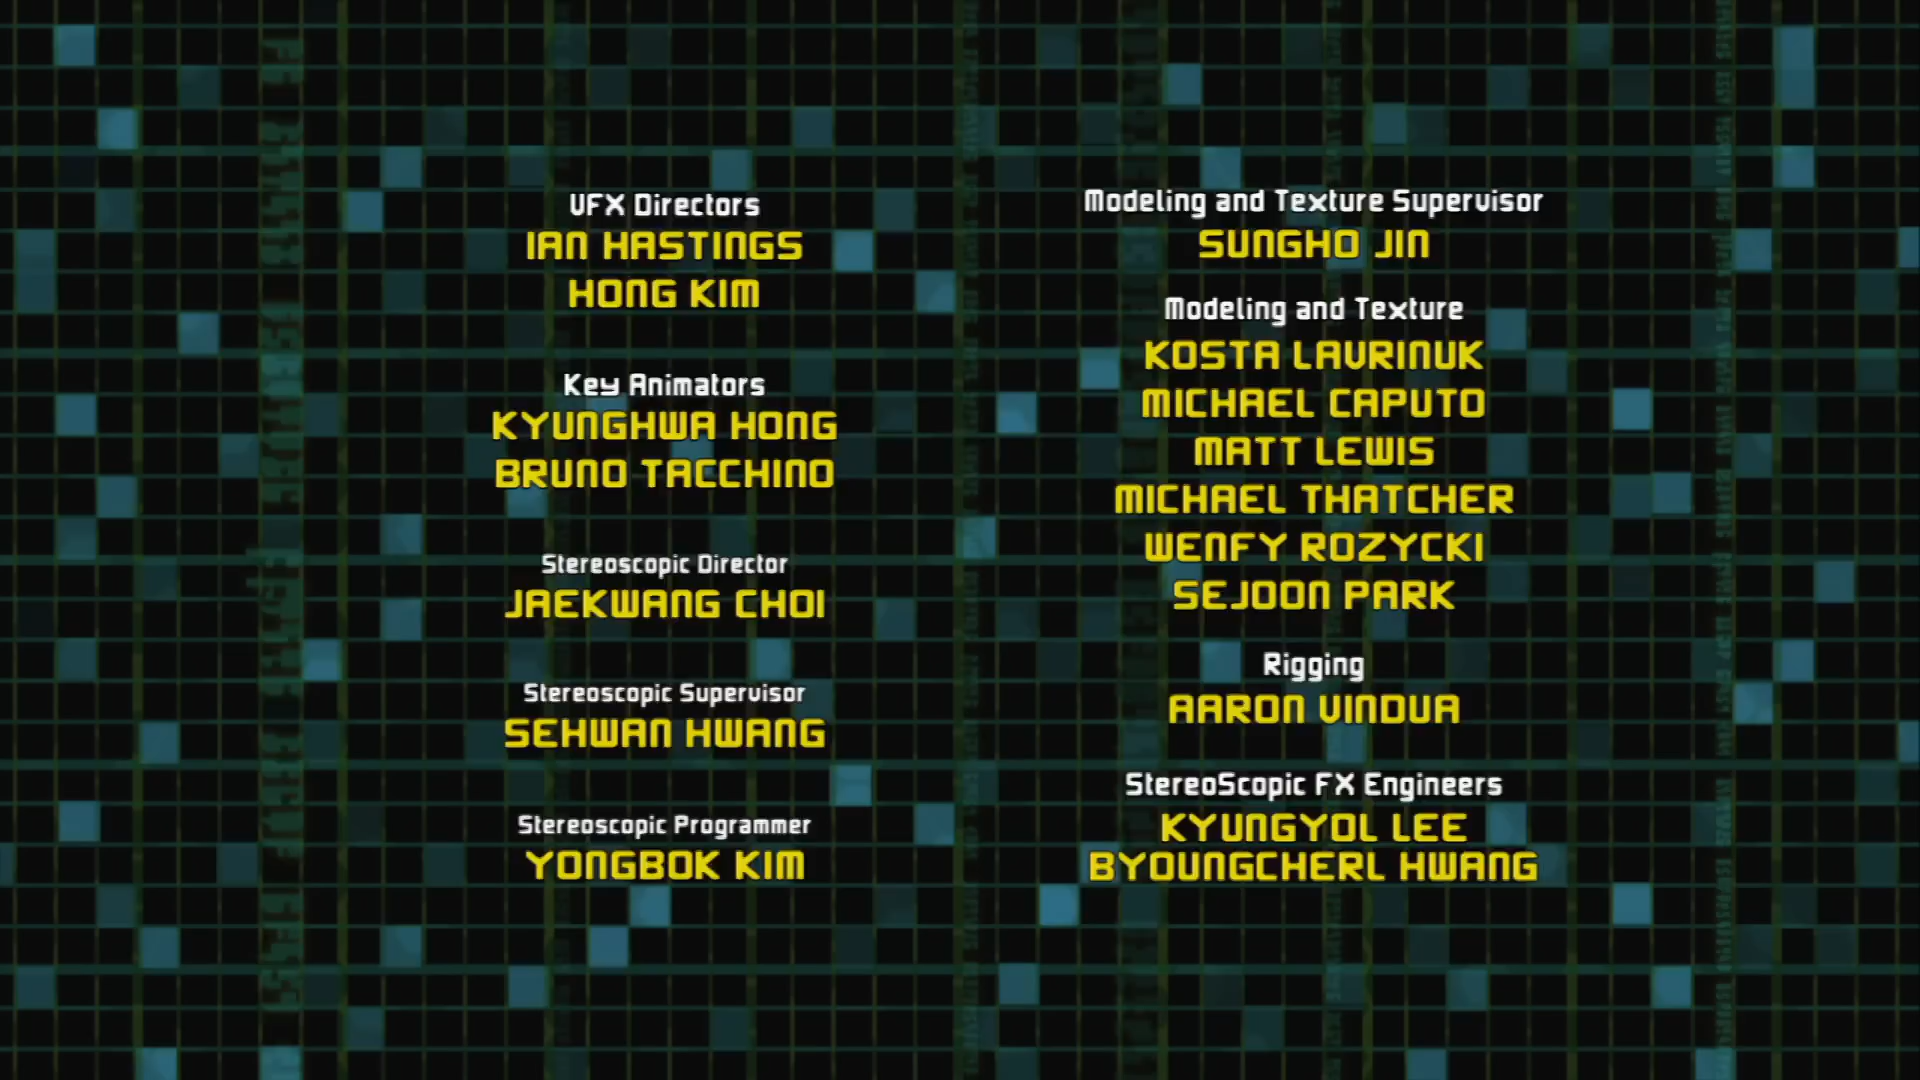 VFX Directors
IAN HASTINGS
HONG KIM
Key Animators
KYUNGHWA HONG
BRUNO TACCHINO
Stereoscopic Director
JAEKWANG CHOI
Stereoscopic Supervisor
SEHWAN HWANG
Stereoscopic Programmer
YONGBOK KIM
Modeling and Texture Supervisor
SUNGHO JIN
Modeling and Texture
KOSTA LAVRINUK
MICHAEL CAPUTO
MATT LEWIS
MICHAEL THATCHER
WENFY ROZYCKI
SEJOON PARK
Rigging
AARON VINDUA
StereoScopic FX Engineers
KYUNGYOL LEE
BYOUNGCHERL HWANG